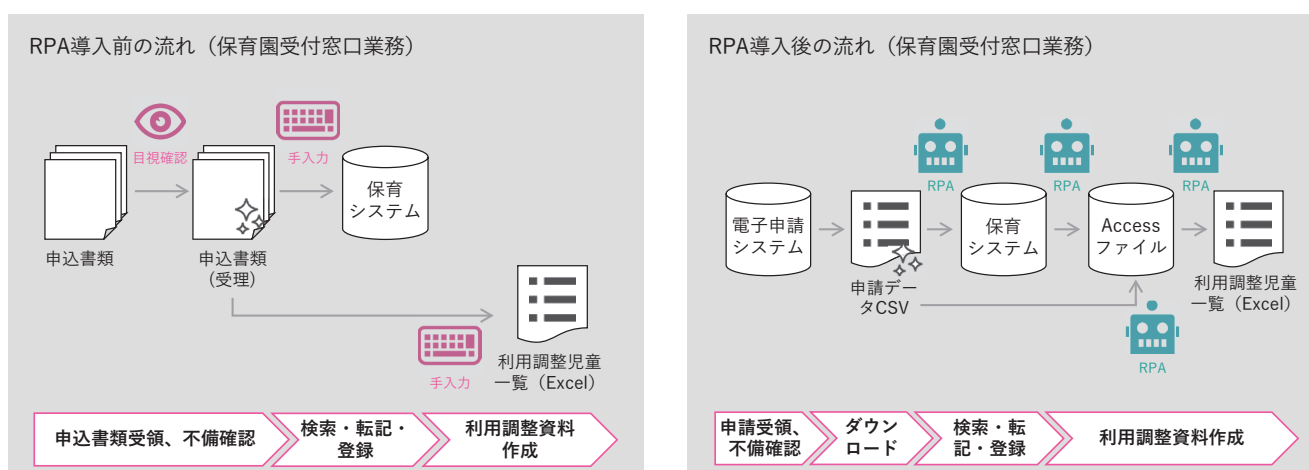 RPA導入前の流れ（保育園受付窓口業務）
目視確認
手入力
保育
システム
申込書類
申込書類
(受理)
手入力
利用調整児童
一覧（Excel）
申込書類受領、不備確認
検索・転記・
登録
利用調整資料
作成
RPA導入後の流れ（保育園受付窓口業務）
RPA
RPA
RPA
電子申請
システム
保育
システム
Access
ファイル
申請デー
タCSV
利用調整児童
一覧（Excel）
RPA
申請受領、
不備確認
ダウン
ロード
検索・転
記・登録
利用調整資料作成